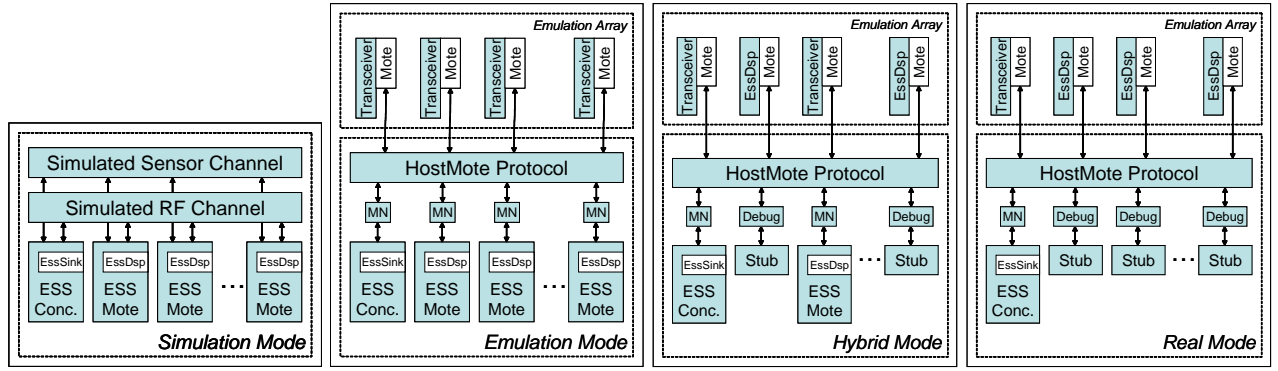 Simulated Sensor Channel
Simulated RF Channel
EssSink EssDsp EssDsp EssDsp
ESS ESS ESS ... ESS
Conc. Mote Mote Mote
Simulation Mode
Emulation Array
Transceiver Mote Transceiver Mote Transceiver Mote Transceiver Mote
HostMote Protocol
MN MN MN MN
EssSink EssDsp EssDsp EssDsp
ESS ESS ESS ... ESS
Conc. Mote Mote Mote
Emulation Mode
Emulation Array
Transceiver Mote EssDsp Mote Transceiver Mote EssDsp Mote
HostMote Protocol
MN Debug MN Debug
EssSink Stub EssDsp ... Stub
ESS ESS
Conc. Mote
Hybrid Mode
Emulation Array
Transceiver Mote EssDsp Mote EssDsp Mote EssDsp Mote
HostMote Protocol
MN Debug Debug Debug
EssSink Stub Stub ... Stub
ESS
Conc.
Real Mode